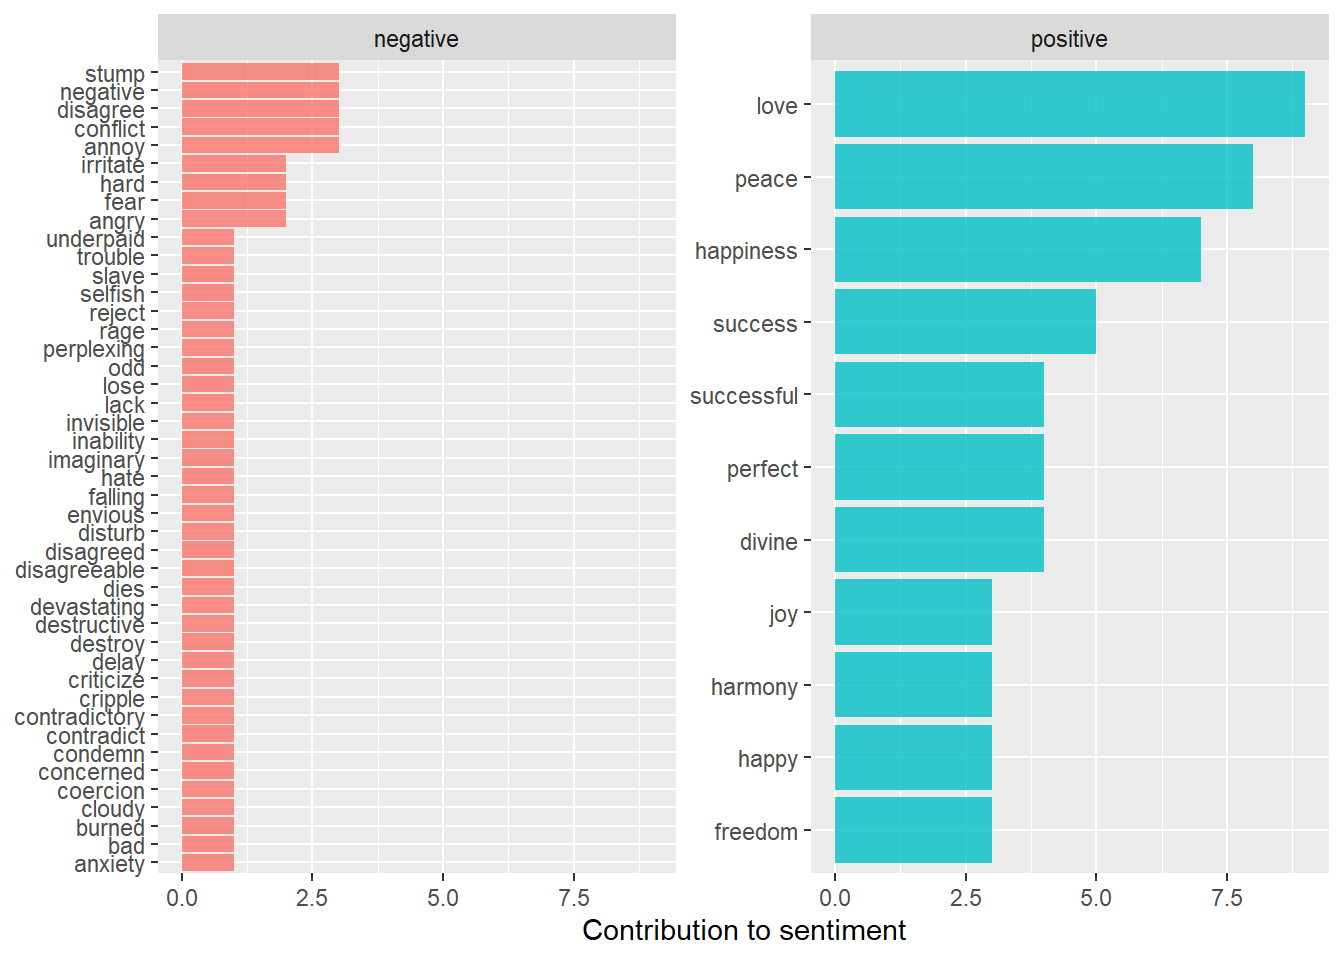 negative
stump
negative
disagree
conflict
annoy
irritate
hard
fear
angry
underpaid
trouble
slave
selfish
reject
rage
perplexing
odd
lose
lack
invisible
inability
imaginary
hate
falling
envious
disturb
disagreed
disagreeable
dies
devastating
destructive
destroy
delay
criticize
cripple
contradictory
contradict
condemn
concerned
coercion
cloudy
burned
bad
anxiety
0.0 2.5 5.0 7.5
positive
love
peace
happiness
success
successful
perfect
divine
joy
harmony
happy
freedom
0.0 2.5 5.0 7.5
Contribution to sentiment